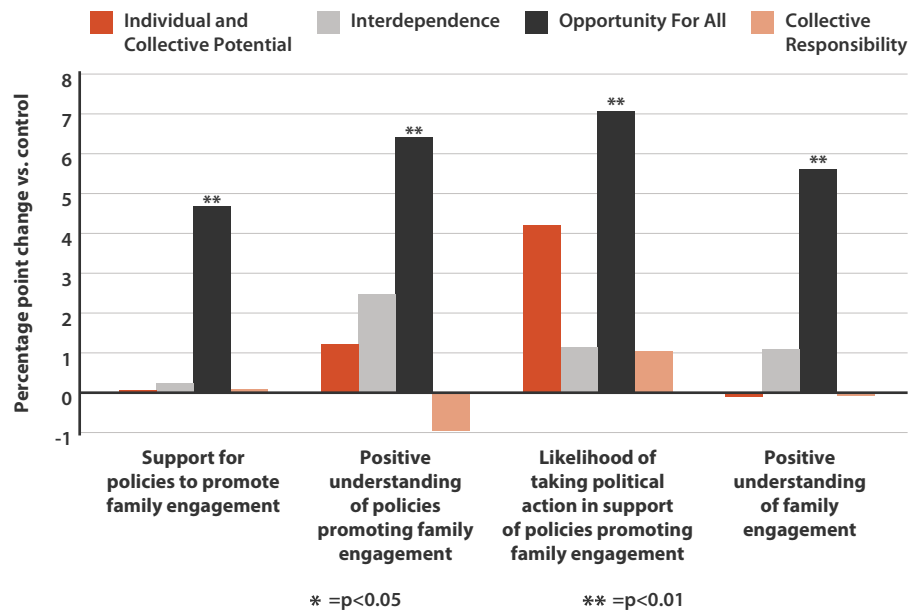 Individual and
Collective Potential
Interdependence
Opportunity For All
Collective
Responsibility
Percentage point change vs. control
8
7
6
5
4
3
2
1
0
-1
**
**
**
**
Support for
policies to promote
family engagement
Positive
understanding
of policies
promoting family
engagement
Likelihood of
taking political
action in support
of policies promoting
family engagement
Positive
understanding
of family
engagement
* =p<0.05
** =p<0.01